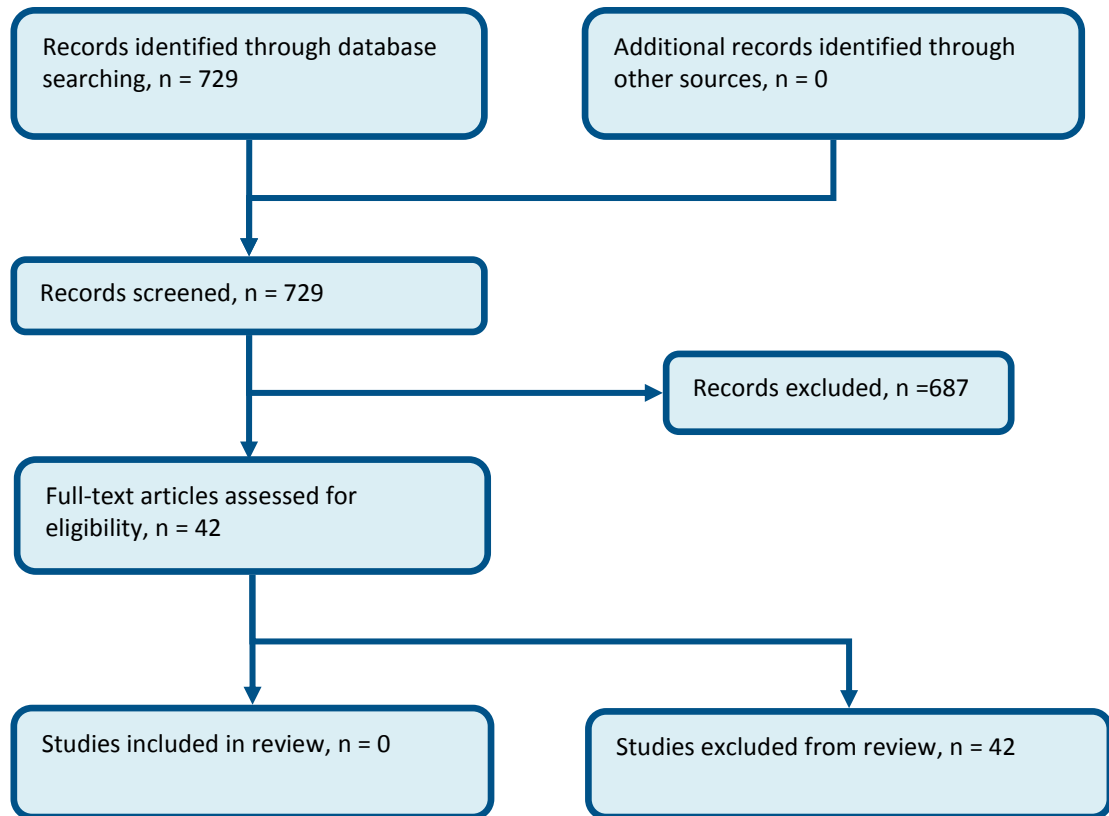 Records identified through database
searching, n = 729
Additional records identified through
other sources, n = 0
Records screened, n = 729
Records excluded, n =687
Full-text articles assessed for
eligibility, n = 42
Studies included in review, n = 0
Studies excluded from review, n = 42